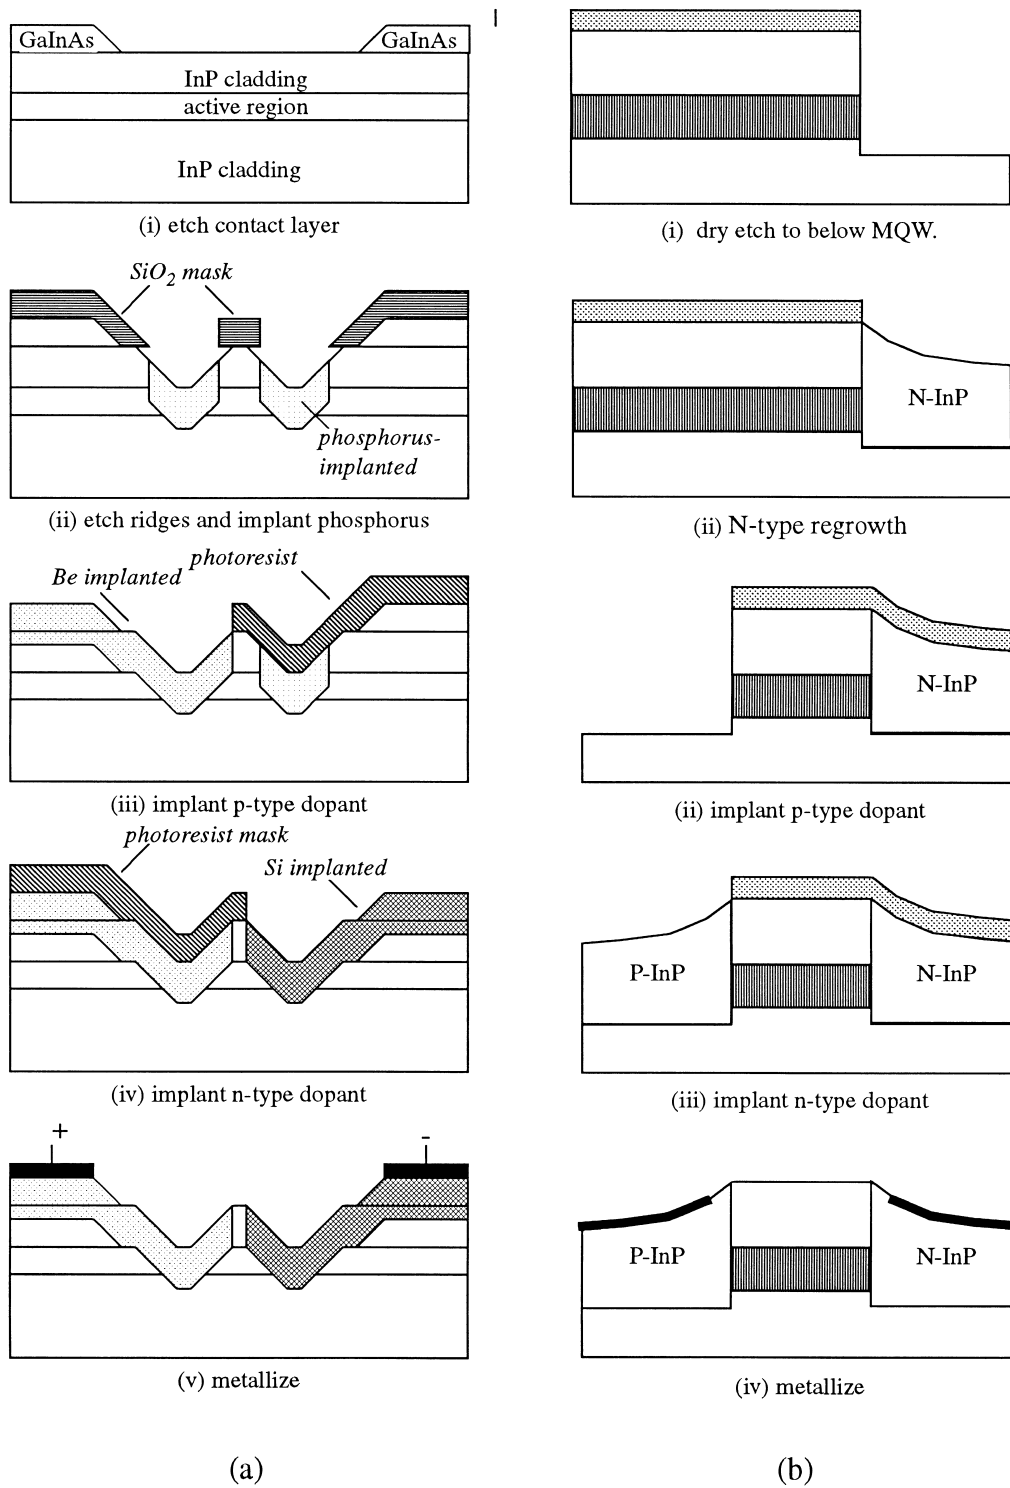 GaInAs
GaInAs
InP cladding
active region
InP cladding
(i) etch contact layer
SiO2 mask
phosphorus-
implanted
(ii) etch ridges and implant phosphorus
photoresist
Be implanted
(iii) implant p-type dopant
photoresist mask
Si implanted
(iv) implant n-type dopant
+
-
(v) metallize
(a)
(i) dry etch to below MQW.
N-InP
(ii) N-type regrowth
N-InP
(ii) implant p-type dopant
P-InP
N-InP
(iii) implant n-type dopant
P-InP
N-InP
(iv) metallize
(b)